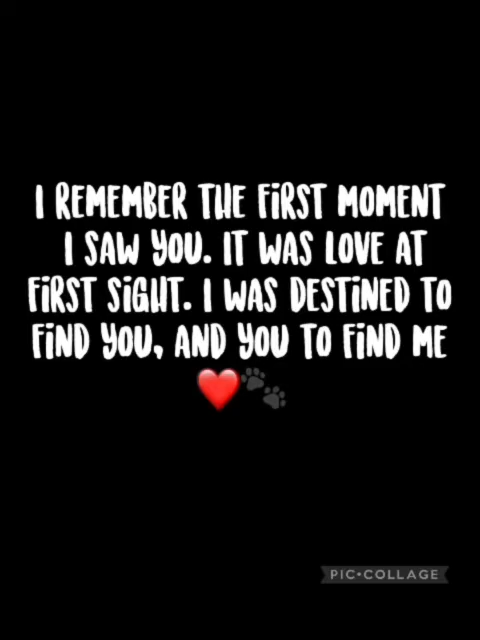 I REMEMBER THE FIRST MOMENT
I SAW YOU. IT WAS LOVE AT
FIRST SIGHT. I WAS DESTINED TO
FIND YOU, AND YOU TO FIND ME
❤️🐾
PIC•COLLAGE